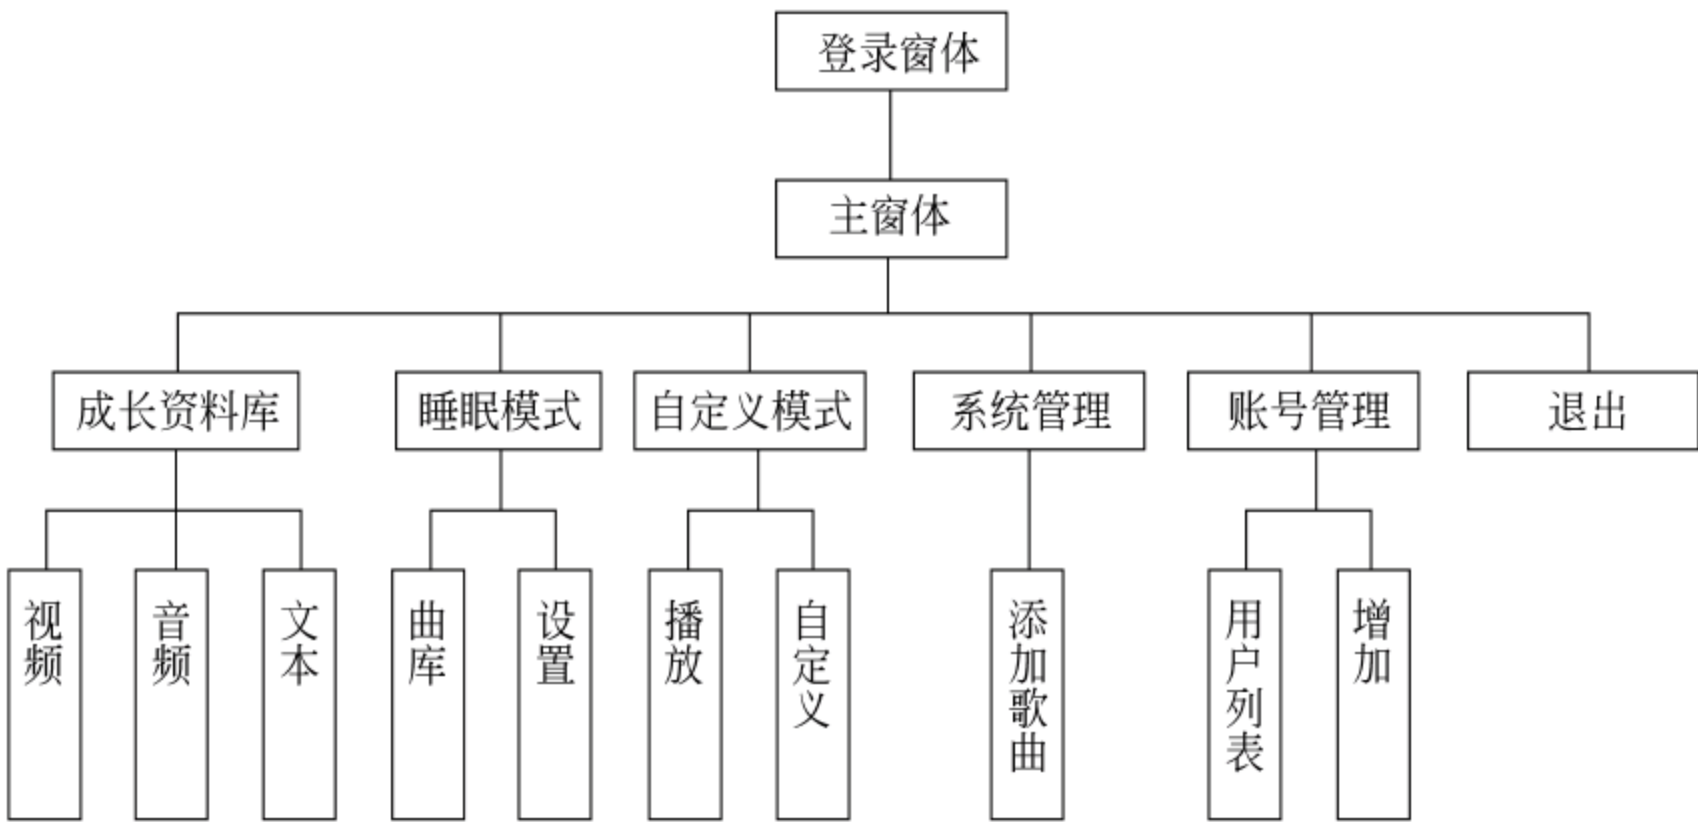 登录窗体
主窗体
成长资料库
睡眠模式
自定义模式
系统管理
账号管理
退出
视频
音频
文本
曲库
设置
播放
自定义
添加歌曲
用户列表
增加